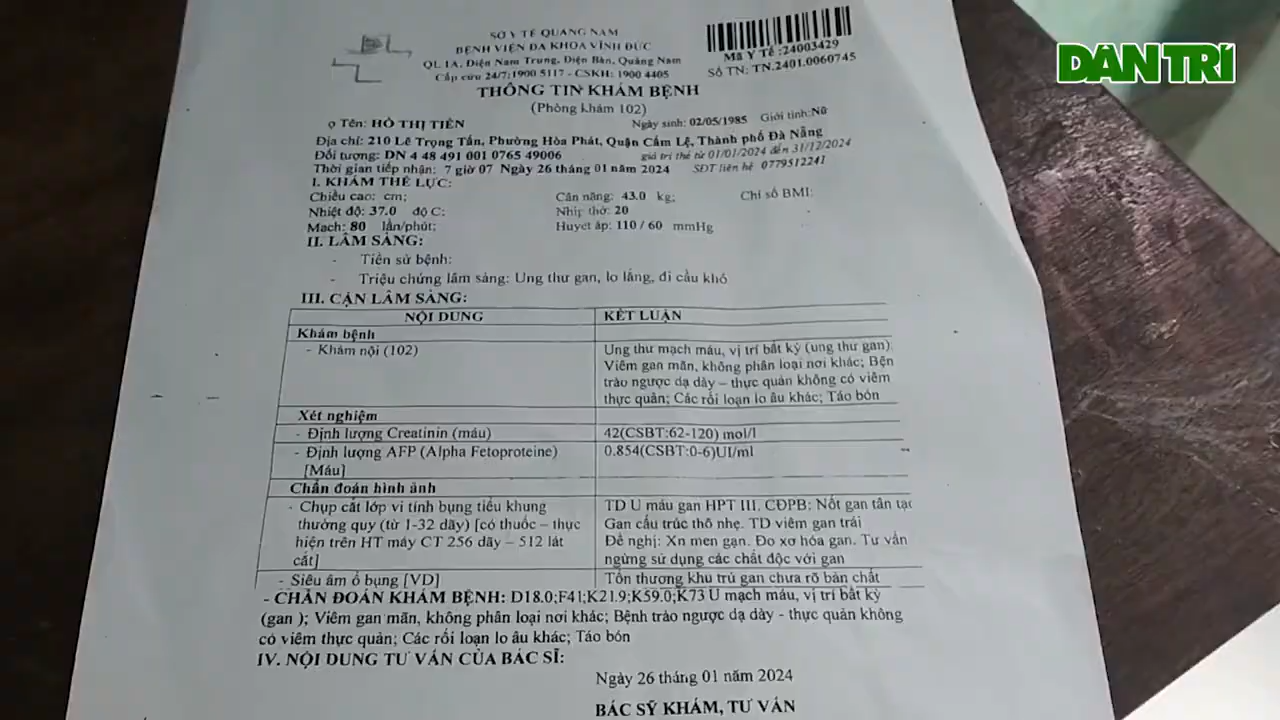 DÂN TRÍ
SỞ Y TẾ QUẢNG NAM
BỆNH VIỆN ĐA KHOA VĨNH ĐỨC
QL 1A, Điện Nam Trung, Điện Bàn, Quảng Nam
Cấp cứu 24/7:1900 5117 - CSKH: 1900 4405
Mã Y Tế :24003429
Số TN: TN.2401.0060745
THÔNG TIN KHÁM BỆNH
(Phòng khám 102)
ọ Tên: HỒ THỊ TIÊN Ngày sinh: 02/05/1985 Giới tính:Nữ
Địa chỉ: 210 Lê Trọng Tấn, Phường Hòa Phát, Quận Cẩm Lệ, Thành phố Đà Nẵng
Đối tượng: DN 4 48 491 001 0765 49006 giá trị thẻ từ 01/01/2024 đến 31/12/2024
Thời gian tiếp nhận: 7 giờ 07 Ngày 26 tháng 01 năm 2024 SĐT liên hệ 0779512241
I. KHÁM THỂ LỰC:
Chiều cao: cm; Cân nặng: 43.0 kg; Chỉ số BMI:
Nhiệt độ: 37.0 độ C; Nhịp thở: 20
Mạch: 80 lần/phút; Huyết áp: 110 / 60 mmHg
II. LÂM SÀNG:
- Tiền sử bệnh:
- Triệu chứng lâm sàng: Ung thư gan, lo lắng, đi cầu khó
III. CẬN LÂM SÀNG:
NỘI DUNG KẾT LUẬN
Khám bệnh
- Khám nội (102) Ung thư mạch máu, vị trí bất kỳ (ung thư gan)
Viêm gan mãn, không phân loại nơi khác; Bện
trào ngược dạ dày – thực quản không có viêm
thực quản; Các rối loạn lo âu khác; Táo bón
Xét nghiệm
- Định lượng Creatinin (máu) 42(CSBT:62-120) mol/l
- Định lượng AFP (Alpha Fetoproteine) 0.854(CSBT:0-6)UI/ml
[Máu]
Chẩn đoán hình ảnh
- Chụp cắt lớp vi tính bụng tiểu khung TD U máu gan HPT III. CĐPB: Nốt gan tân tạc
thường quy (từ 1-32 dãy) [có thuốc – thực Gan cấu trúc thô nhẹ. TD viêm gan trái
hiện trên HT máy CT 256 dãy – 512 lát Đề nghị: Xn men gan. Đo xơ hóa gan. Tư vấn
cắt] ngừng sử dụng các chất độc với gan
- Siêu âm ổ bụng [VD] Tổn thương khu trú gan chưa rõ bản chất
- CHẨN ĐOÁN KHÁM BỆNH: D18.0;F41;K21.9;K59.0;K73 U mạch máu, vị trí bất kỳ
(gan ); Viêm gan mãn, không phân loại nơi khác; Bệnh trào ngược dạ dày - thực quản không
có viêm thực quản; Các rối loạn lo âu khác; Táo bón
IV. NỘI DUNG TƯ VẤN CỦA BÁC SĨ:
Ngày 26 tháng 01 năm 2024
BÁC SỸ KHÁM, TƯ VẤN